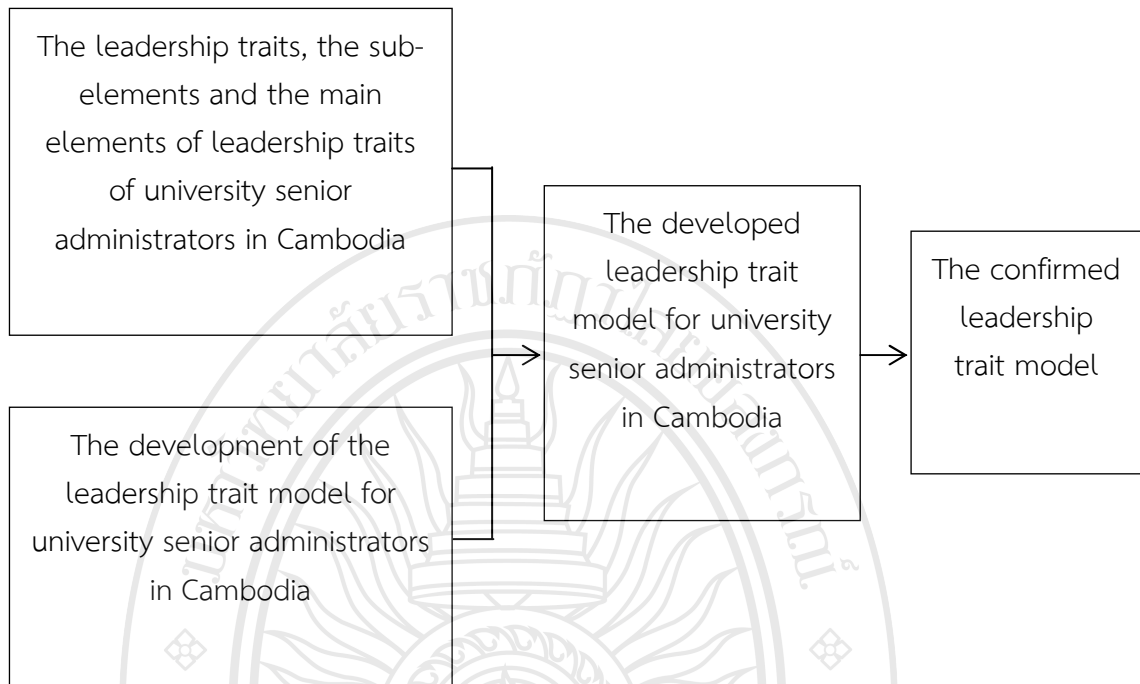 The leadership traits, the sub-
elements and the main
elements of leadership traits
of university senior
administrators in Cambodia
The development of the
leadership trait model for
university senior administrators
in Cambodia
The developed
leadership trait
model for university
senior administrators
in Cambodia
The confirmed
leadership
trait model